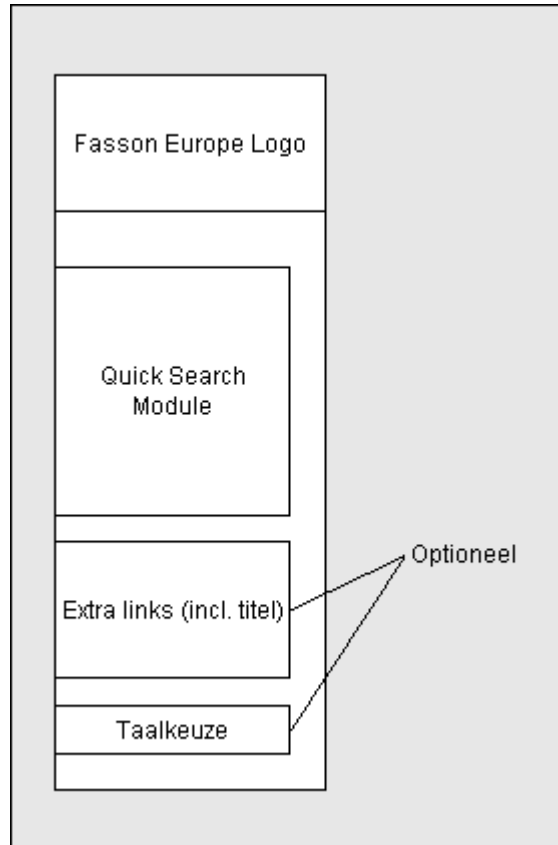 Fasson Europe Logo
Quick Search
Module
Optioneel
Extra links (incl. titel)
Taalkeuze